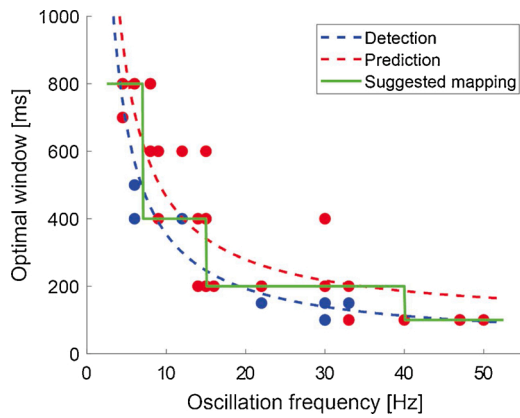 1000
800
600
400
200
0
Optimal window [ms]
Detection
Prediction
Suggested mapping
0 10 20 30 40 50
Oscillation frequency [Hz]